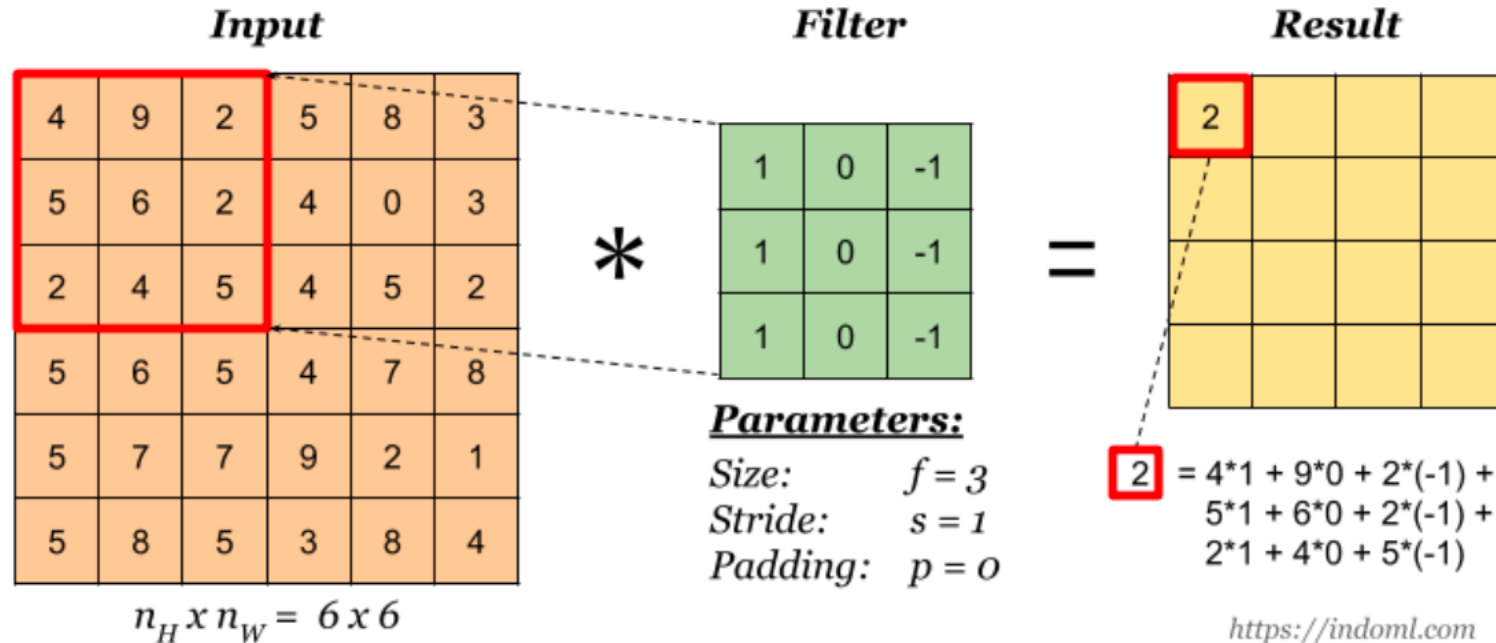 Input
Filter
Result
4 9 2 5 8 3
5 6 2 4 0 3
2 4 5 4 5 2
5 6 5 4 7 8
5 7 7 9 2 1
5 8 5 3 8 4
n_H x n_W = 6 x 6
*
1 0 -1
1 0 -1
1 0 -1
Parameters:
Size: f = 3
Stride: s = 1
Padding: p = 0
=
2
2 = 4*1 + 9*0 + 2*(-1) +
5*1 + 6*0 + 2*(-1) +
2*1 + 4*0 + 5*(-1)
https://indoml.com